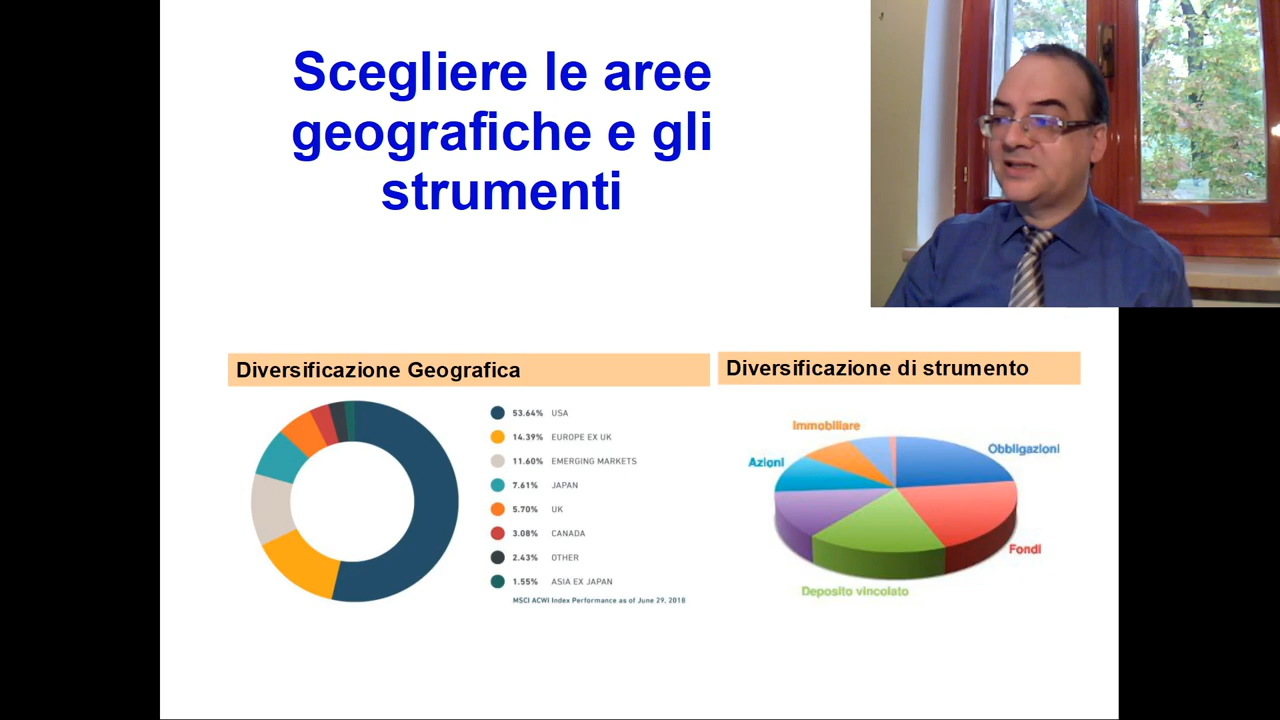 Scegliere le aree
geografiche e gli
strumenti
Diversificazione Geografica
53.64% USA
14.39% EUROPE EX UK
11.60% EMERGING MARKETS
7.61% JAPAN
5.70% UK
3.08% CANADA
2.43% OTHER
1.55% ASIA EX JAPAN
MSCI ACWI Index Performance as of June 29, 2018
Diversificazione di strumento
Immobiliare
Obbligazioni
Azioni
Fondi
Deposito vincolato